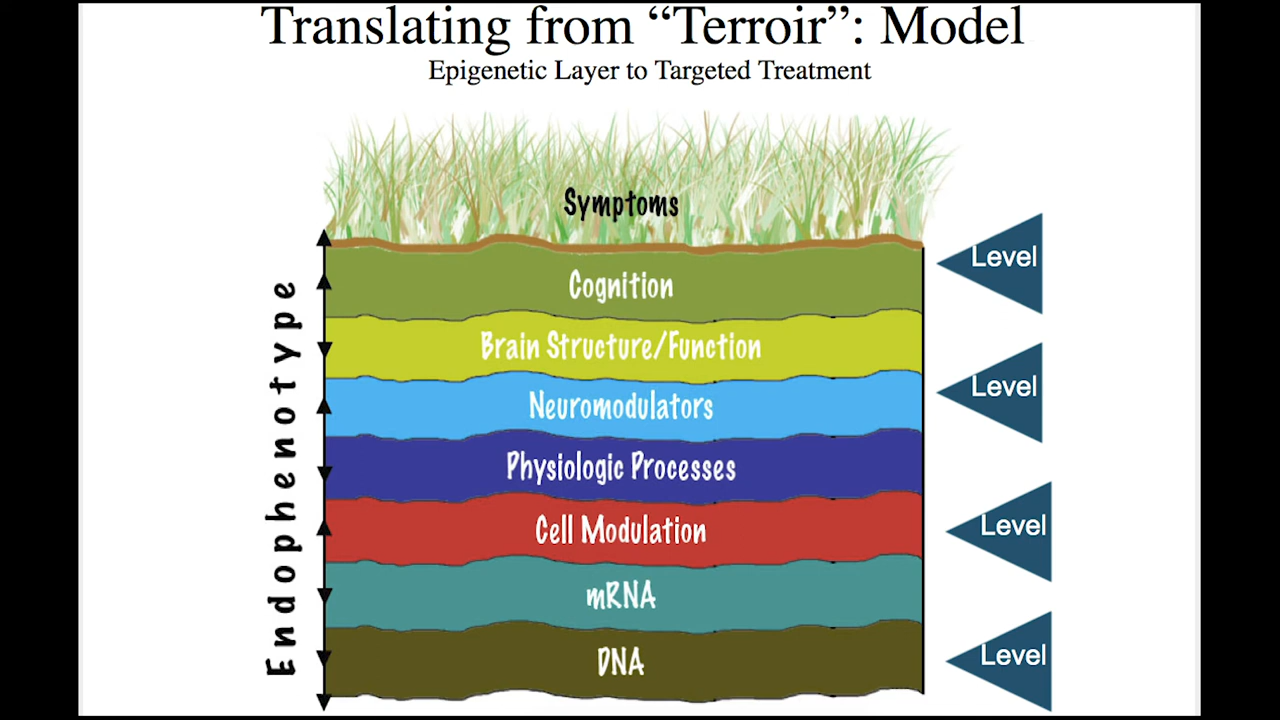 Translating from “Terroir”: Model
Epigenetic Layer to Targeted Treatment
Symptoms
Level
Cognition
Brain Structure/Function
Level
Neuromodulators
Physiologic Processes
Level
Cell Modulation
mRNA
Level
DNA
Endophenotype